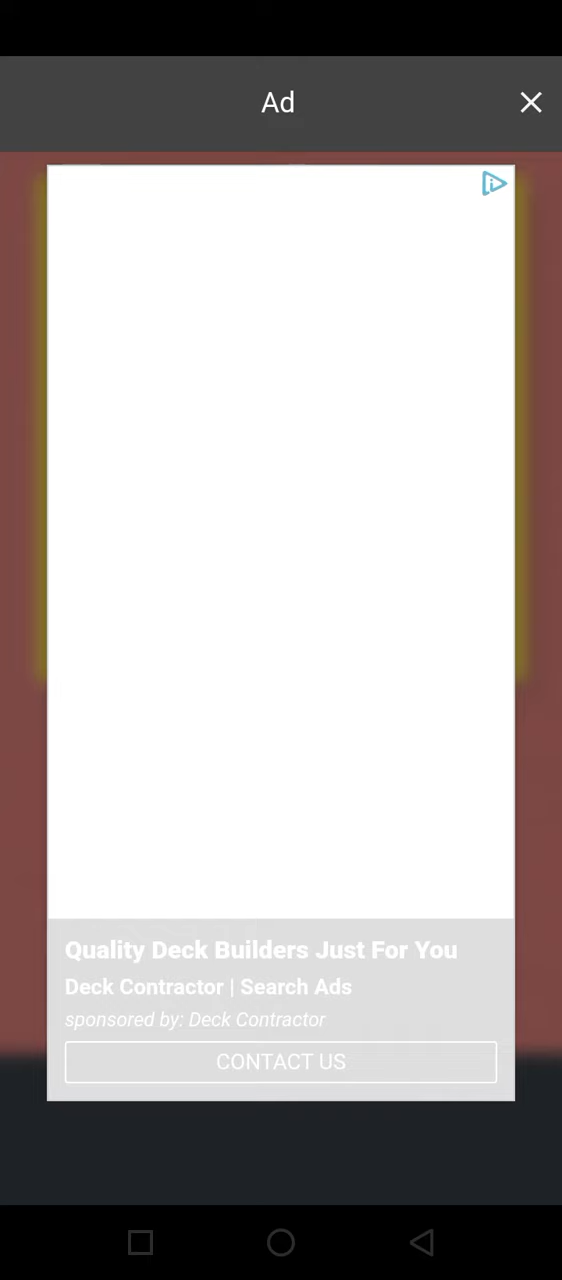 Ad
Quality Deck Builders Just For You
Deck Contractor | Search Ads
sponsored by: Deck Contractor
CONTACT US